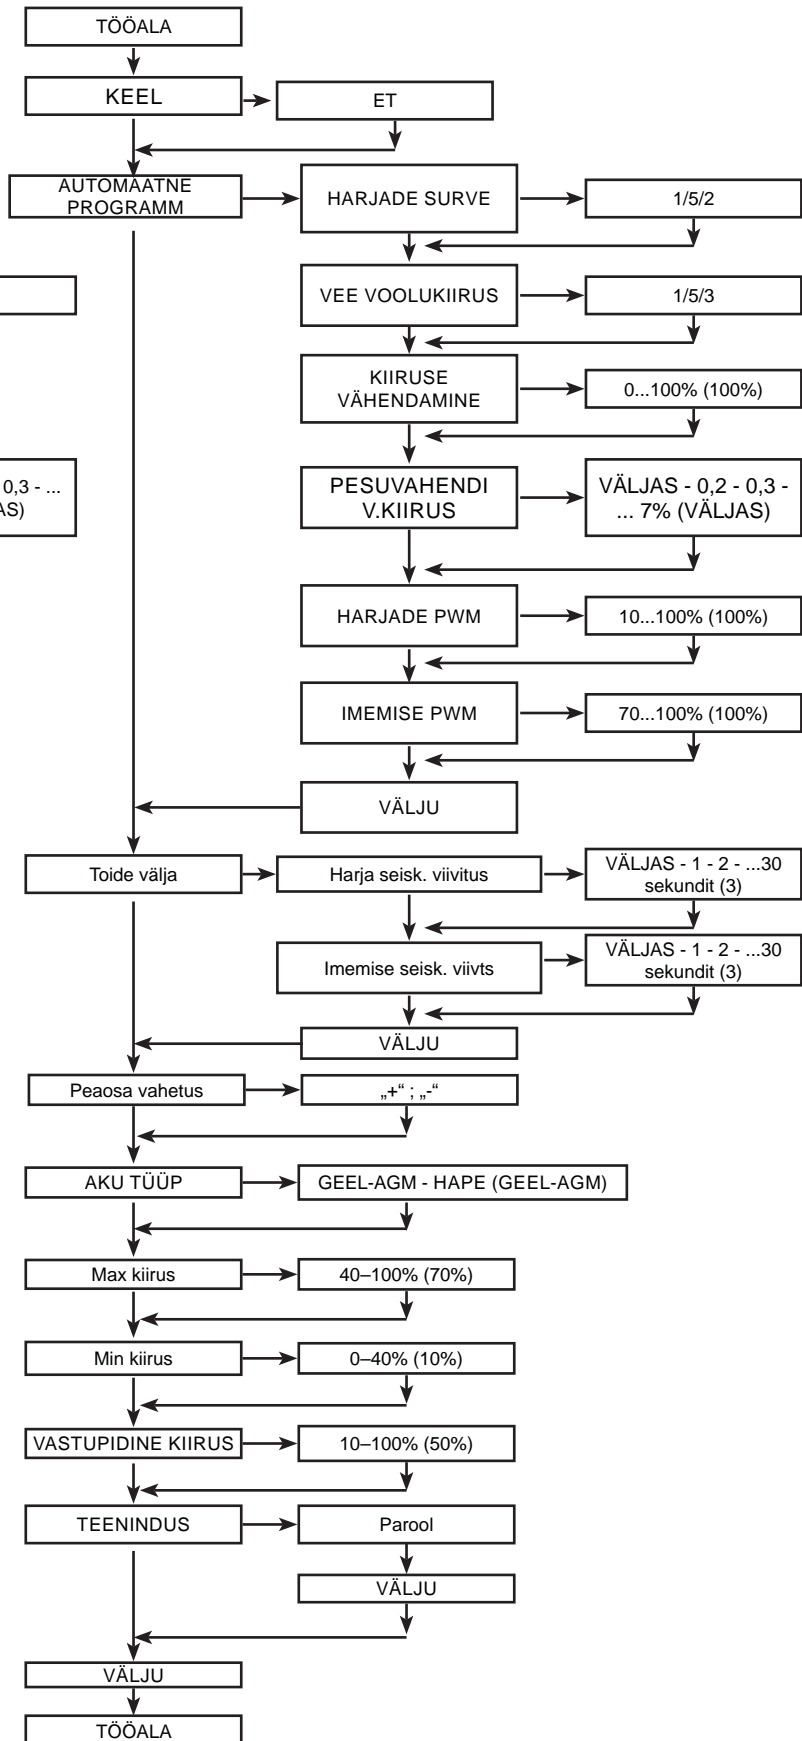 TÖÖALA
KEEL
ET
AUTOMAATNE
PROGRAMM
HARJADE SURVE
1/5/2
VEE VOOLUKIIRUS
1/5/3
KIIRUSE
VÄHENDAMINE
0...100% (100%)
0,3 - ...
AS)
PESUVAHENDI
V.KIIRUS
VÄLJAS - 0,2 - 0,3 -
... 7% (VÄLJAS)
HARJADE PWM
10...100% (100%)
IMEMISE PWM
70...100% (100%)
VÄLJU
Toide välja
Harja seisk. viivitus
VÄLJAS - 1 - 2 - ...30
sekundit (3)
Imemise seisk. viivts
VÄLJAS - 1 - 2 - ...30
sekundit (3)
VÄLJU
Peaosa vahetus
„+“ ; „-“
AKU TÜÜP
GEEL-AGM - HAPE (GEEL-AGM)
Max kiirus
40–100% (70%)
Min kiirus
0–40% (10%)
VASTUPIDINE KIIRUS
10–100% (50%)
TEENINDUS
Parool
VÄLJU
VÄLJU
TÖÖALA